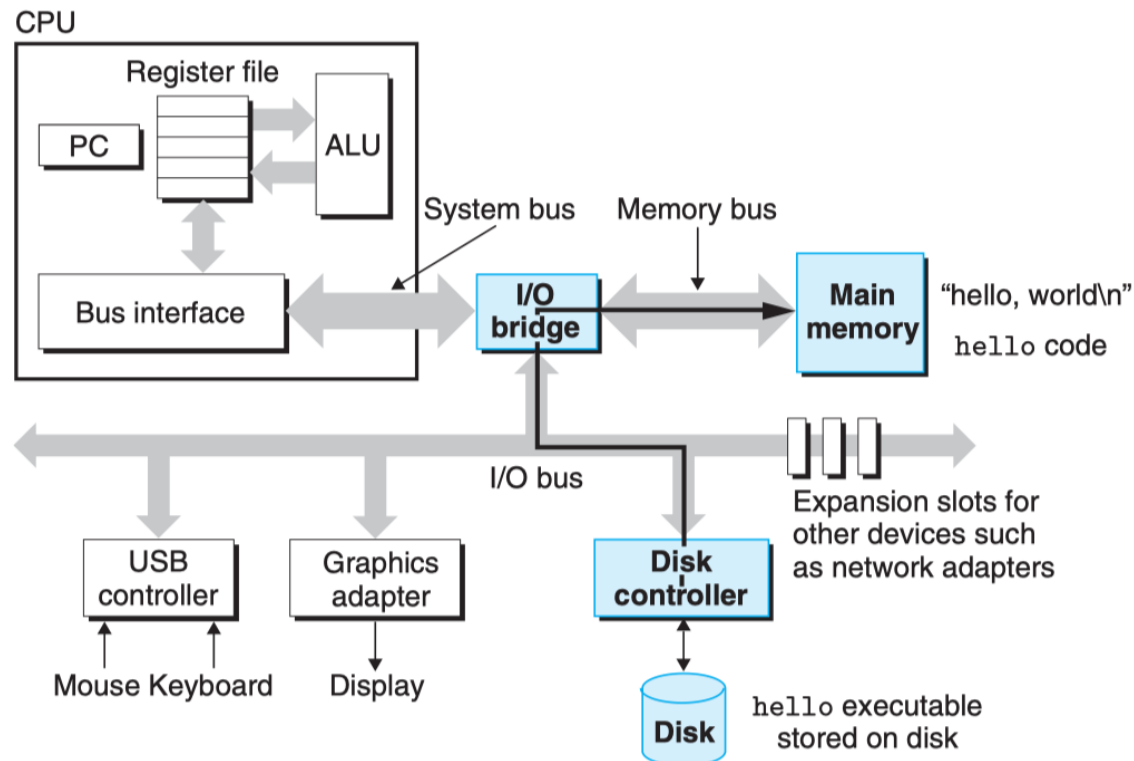 CPU
Register file
PC
ALU
System bus
Memory bus
Bus interface
I/O
bridge
Main
memory
“hello, world\n”
hello code
I/O bus
Expansion slots for
other devices such
as network adapters
USB
controller
Graphics
adapter
Disk
controller
Mouse Keyboard
Display
Disk
hello executable
stored on disk